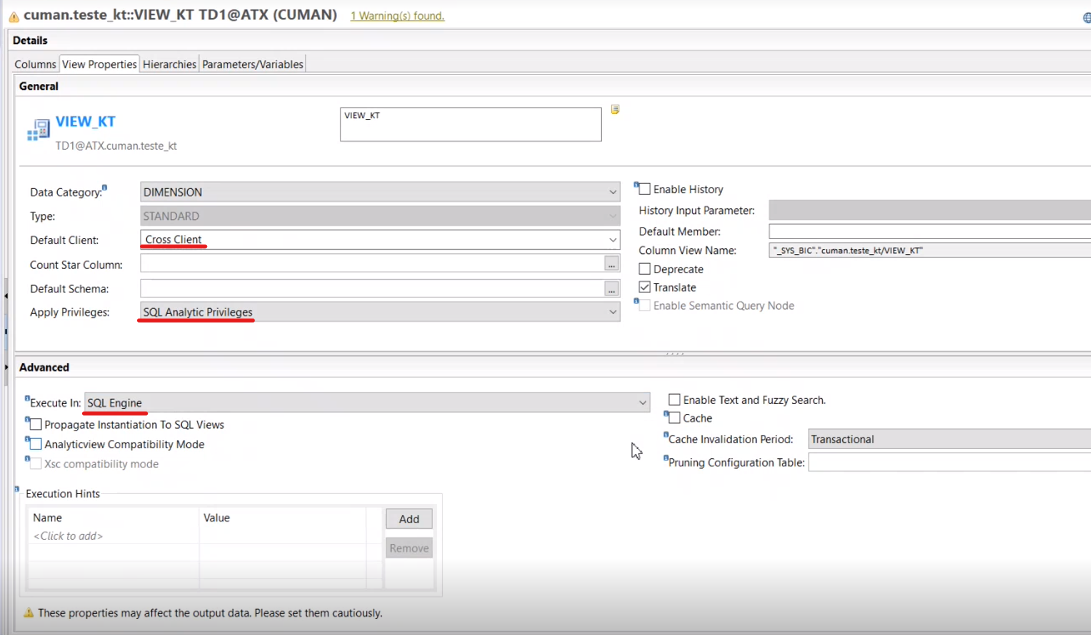 cuman.teste_kt::VIEW_KT TD1@ATX (CUMAN) 1 Warning(s) found.
Details
Columns View Properties Hierarchies Parameters/Variables
General
VIEW_KT
VIEW_KT
TD1@ATX.cuman.teste_kt
Data Category: DIMENSION
Type: STANDARD
Default Client: Cross Client
Count Star Column: ...
Default Schema: ...
Apply Privileges: SQL Analytic Privileges
Enable History
History Input Parameter:
Default Member:
Column View Name: "_SYS_BIC"."cuman.teste_kt/VIEW_KT"
Deprecate
Translate
Enable Semantic Query Node
Advanced
Execute In: SQL Engine
Propagate Instantiation To SQL Views
Analyticview Compatibility Mode
Xsc compatibility mode
Enable Text and Fuzzy Search.
Cache
Cache Invalidation Period: Transactional
Pruning Configuration Table:
Execution Hints
Name Value
<Click to add>
Add
Remove
These properties may affect the output data. Please set them cautiously.